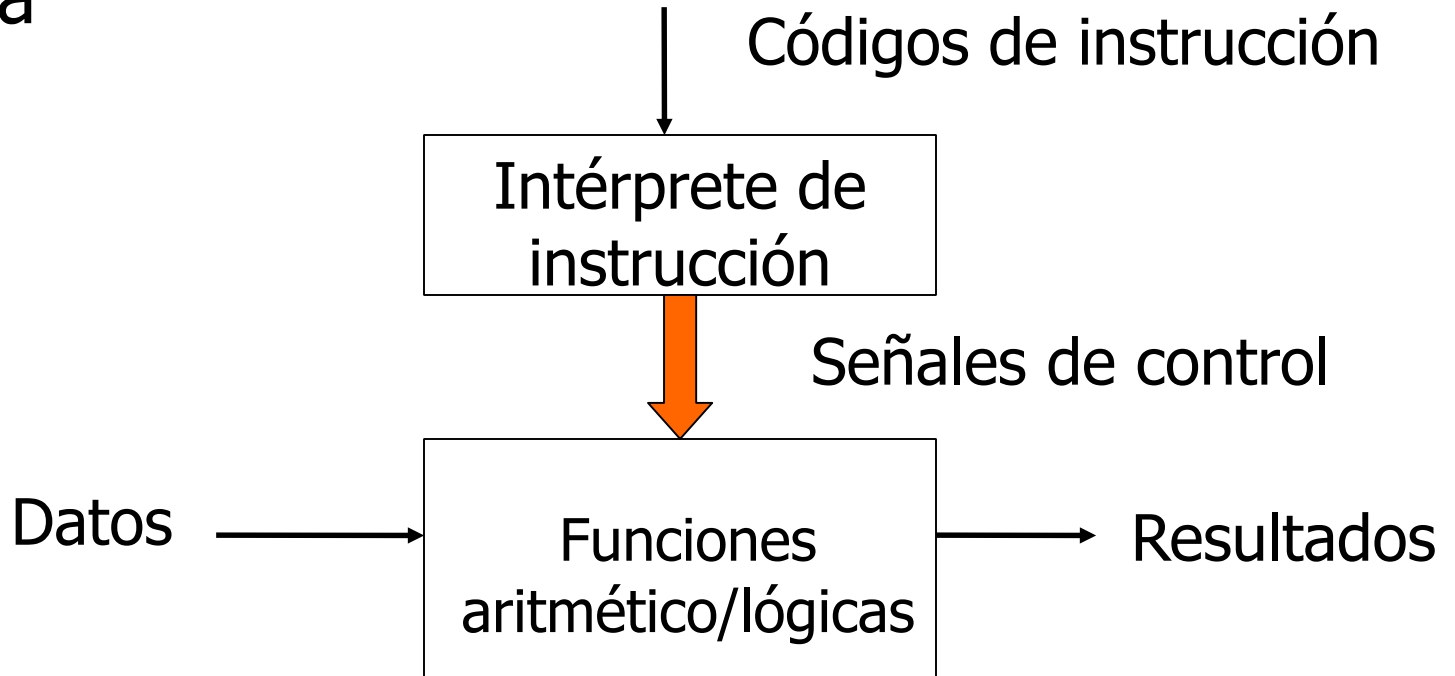 a
Códigos de instrucción
Intérprete de
instrucción
Señales de control
Datos
Funciones
aritmético/lógicas
Resultados